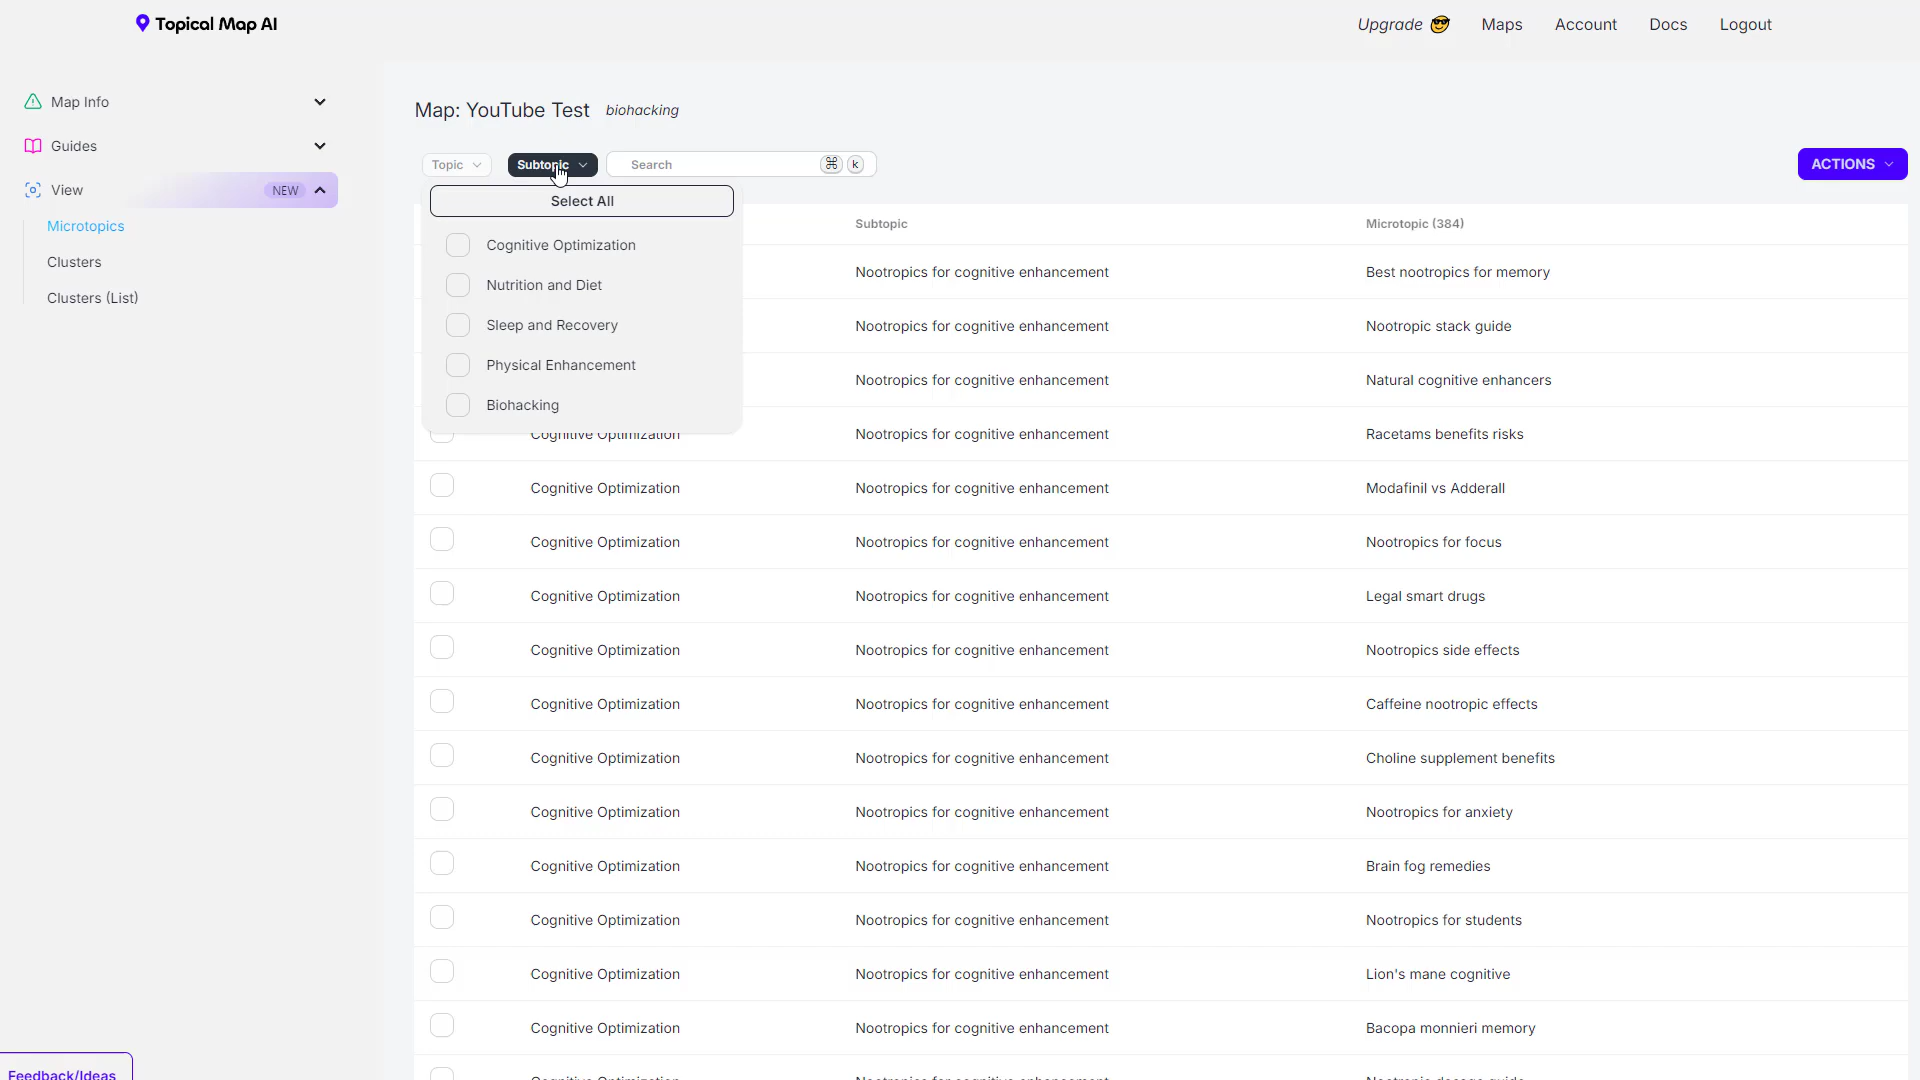 Topical Map AI
Upgrade 😎 Maps Account Docs Logout
Map Info
Guides
View NEW
Microtopics
Clusters
Clusters (List)
Map: YouTube Test biohacking
Topic Subtopic Search ⌘ k ACTIONS
Select All
Cognitive Optimization
Nutrition and Diet
Sleep and Recovery
Physical Enhancement
Biohacking
Subtopic Microtopic (384)
Nootropics for cognitive enhancement Best nootropics for memory
Nootropics for cognitive enhancement Nootropic stack guide
Nootropics for cognitive enhancement Natural cognitive enhancers
Cognitive Optimization Nootropics for cognitive enhancement Racetams benefits risks
Cognitive Optimization Nootropics for cognitive enhancement Modafinil vs Adderall
Cognitive Optimization Nootropics for cognitive enhancement Nootropics for focus
Cognitive Optimization Nootropics for cognitive enhancement Legal smart drugs
Cognitive Optimization Nootropics for cognitive enhancement Nootropics side effects
Cognitive Optimization Nootropics for cognitive enhancement Caffeine nootropic effects
Cognitive Optimization Nootropics for cognitive enhancement Choline supplement benefits
Cognitive Optimization Nootropics for cognitive enhancement Nootropics for anxiety
Cognitive Optimization Nootropics for cognitive enhancement Brain fog remedies
Cognitive Optimization Nootropics for cognitive enhancement Nootropics for students
Cognitive Optimization Nootropics for cognitive enhancement Lion's mane cognitive
Cognitive Optimization Nootropics for cognitive enhancement Bacopa monnieri memory
Feedback/Ideas